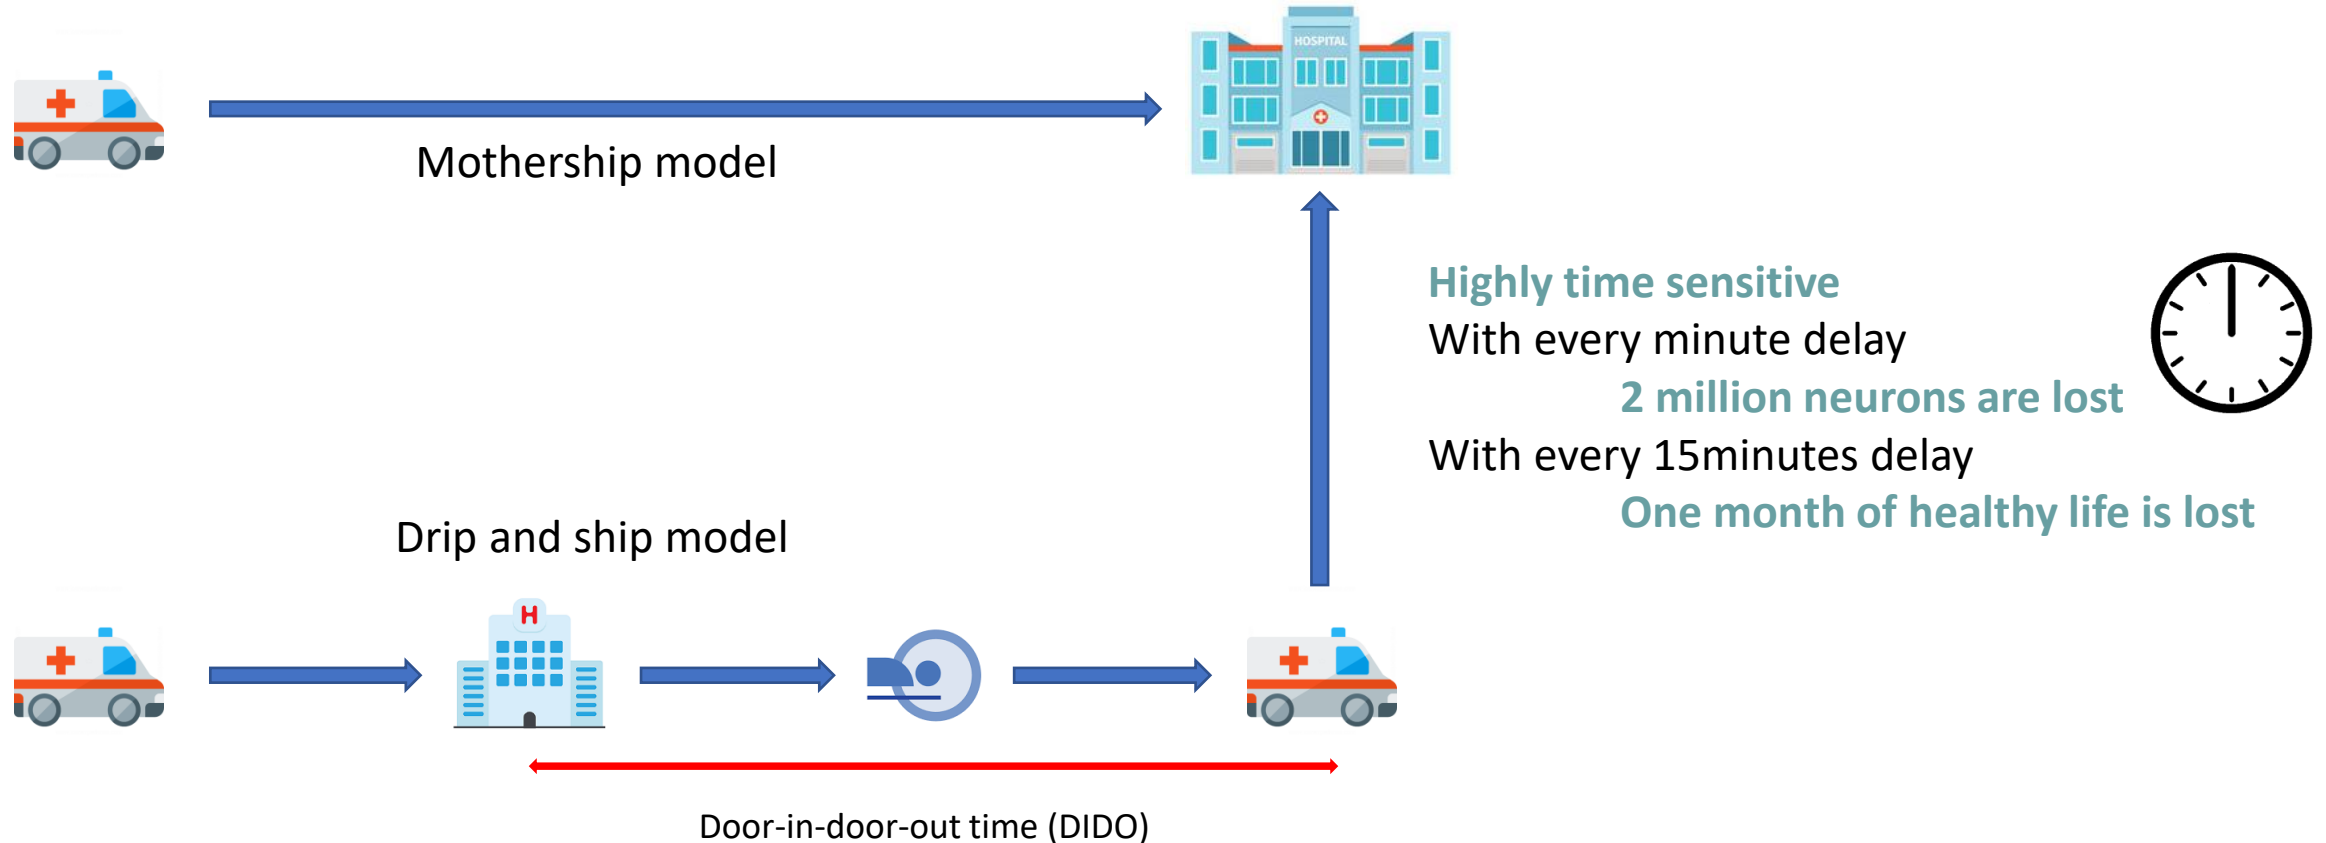 HOSPITAL
Mothership model
Highly time sensitive
With every minute delay
2 million neurons are lost
With every 15minutes delay
One month of healthy life is lost
Drip and ship model
H
Door-in-door-out time (DIDO)